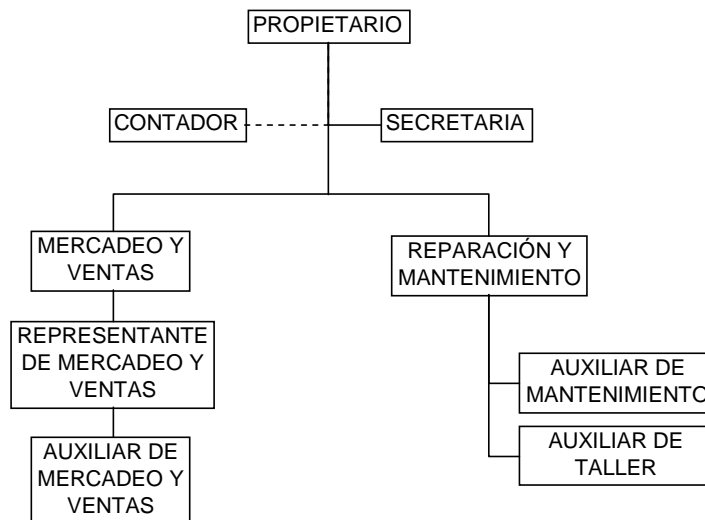 PROPIETARIO
CONTADOR
SECRETARIA
MERCADEO Y
VENTAS
REPARACIÓN Y
MANTENIMIENTO
REPRESENTANTE
DE MERCADEO Y
VENTAS
AUXILIAR DE
MANTENIMIENTO
AUXILIAR DE
TALLER
AUXILIAR DE
MERCADEO Y
VENTAS